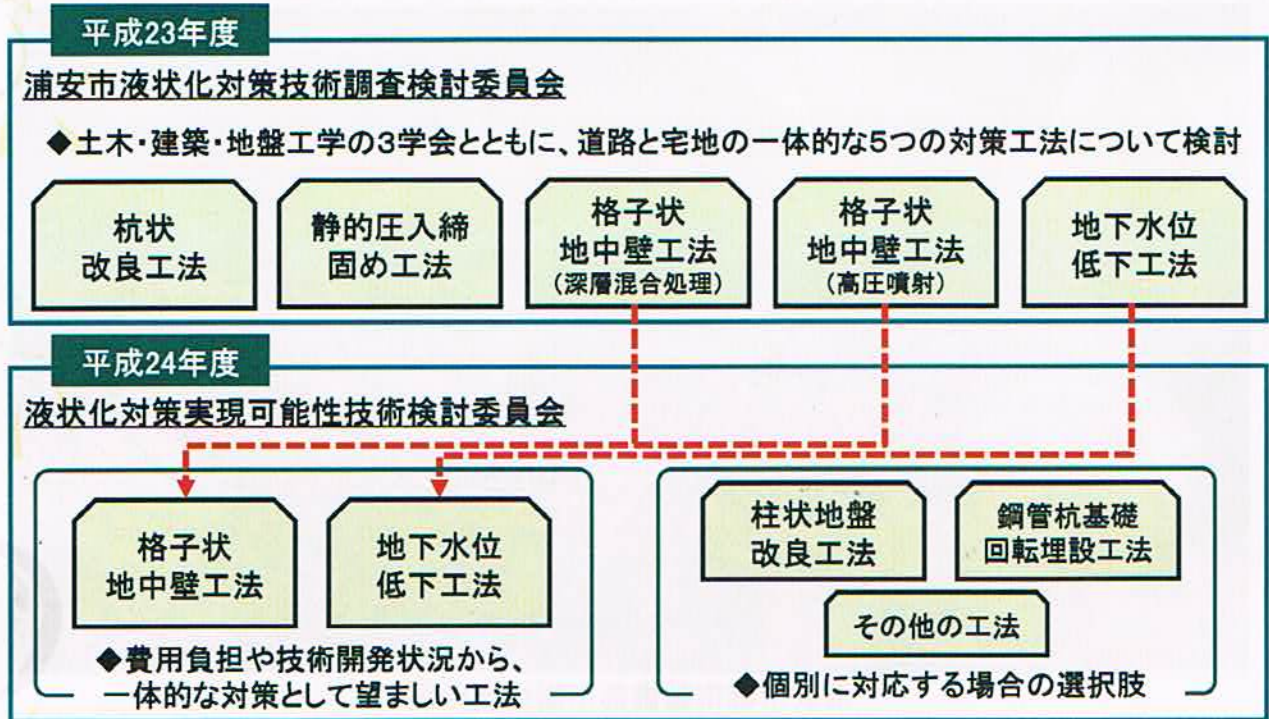 平成23年度
浦安市液状化対策技術調査検討委員会
◆土木・建築・地盤工学の3学会とともに、道路と宅地の一体的な5つの対策工法について検討
杭状
改良工法
静的圧入締
固め工法
格子状
地中壁工法
(深層混合処理)
格子状
地中壁工法
(高圧噴射)
地下水位
低下工法
平成24年度
液状化対策実現可能性技術検討委員会
格子状
地中壁工法
地下水位
低下工法
◆費用負担や技術開発状況から、
一体的な対策として望ましい工法
柱状地盤
改良工法
鋼管杭基礎
回転埋設工法
その他の工法
◆個別に対応する場合の選択肢